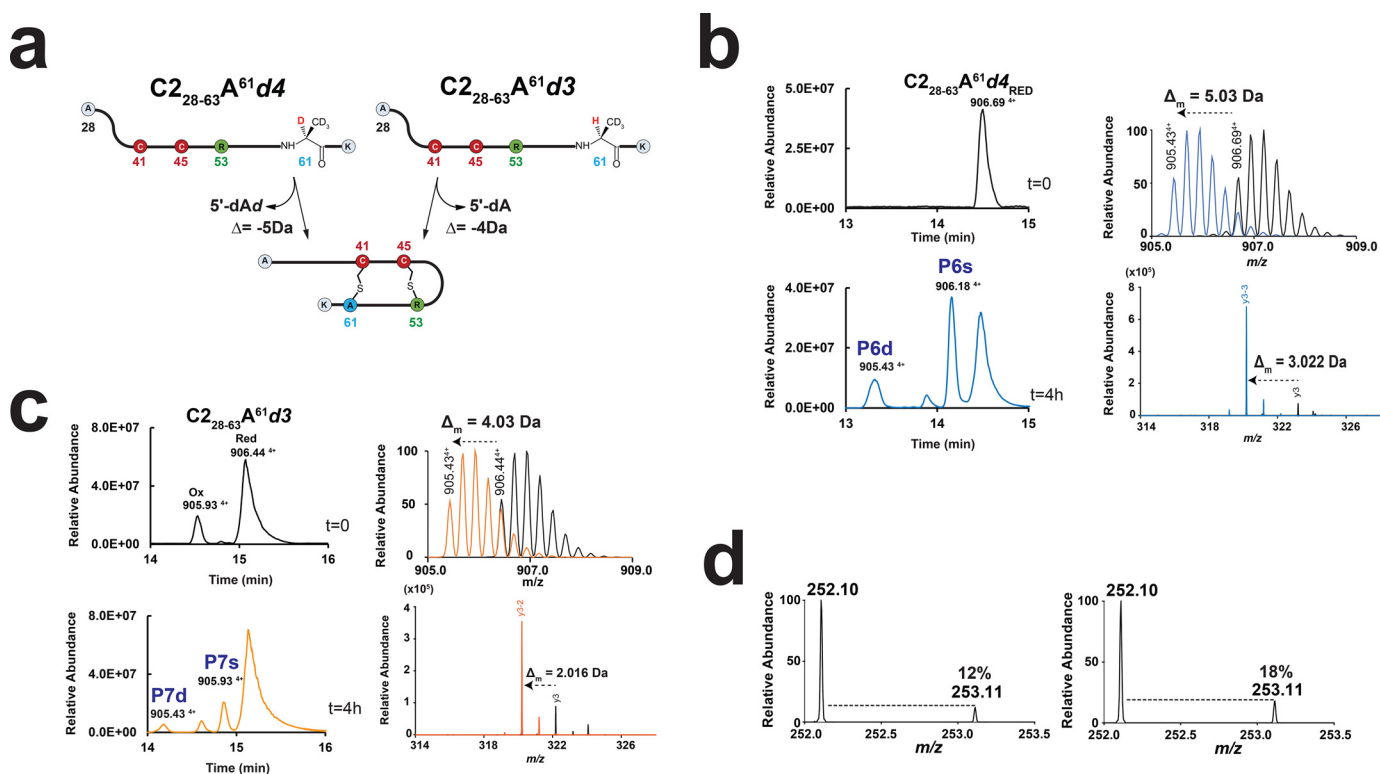 a
C2₂₈₋₆₃A⁶¹d4
C2₂₈₋₆₃A⁶¹d3
A
28
C
41
C
45
R
53
NH
D
CD₃
O
61
K
A
28
C
41
C
45
R
53
NH
H
CD₃
O
61
K
5'-dAd
Δ= -5Da
5'-dA
Δ= -4Da
41
45
A
C
C
S
S
K
A
R
61
53
b
C2₂₈₋₆₃A⁶¹d4RED
906.69 ⁴⁺
Relative Abundance
5.0E+07
2.5E+07
0.0E+00
t=0
13
14
15
Time (min)
Δm = 5.03 Da
905.43⁴⁺
906.69⁴⁺
Relative Abundance
100
50
0
905.0
907.0
909.0
m/z
P6s
906.18 ⁴⁺
P6d
905.43 ⁴⁺
Relative Abundance
4.0E+07
2.0E+07
0.0E+00
t=4h
13
14
15
Time (min)
(x10⁵)
Relative Abundance
8
6
4
2
0
y3-3
Δm = 3.022 Da
y3
314
318
322
326
m/z
c
C2₂₈₋₆₃A⁶¹d3
Red
906.44 ⁴⁺
Ox
905.93 ⁴⁺
Relative Abundance
8.0E+07
4.0E+07
0.0E+00
t=0
14
15
16
Time (min)
Δm = 4.03 Da
905.43⁴⁺
906.44⁴⁺
Relative Abundance
100
50
0
905.0
907.0
909.0
m/z
P7s
905.93 ⁴⁺
P7d
905.43 ⁴⁺
Relative Abundance
8.0E+07
4.0E+07
0.0E+00
t=4h
14
15
16
Time (min)
(x10⁵)
Relative Abundance
4
3
2
1
0
y3-2
Δm = 2.016 Da
y3
314
318
322
326
m/z
d
252.10
12%
253.11
Relative Abundance
100
50
0
252.0
252.5
253.0
253.5
m/z
252.10
18%
253.11
Relative Abundance
100
50
0
252.0
252.5
253.0
253.5
m/z